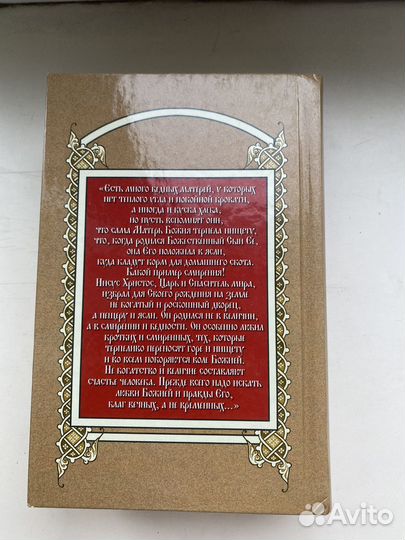 «Есть много бедных матерей, у которых
нет теплого угла и покойной кровати,
а иногда и куска хлеба,
но пусть вспомнят они,
что сама Матерь Божия терпела нищету,
что, когда родился Божественный Сын Ее,
она Его положила в ясли,
куда кладут корм для домашнего скота.
Какой пример смирения!
Иисус Христос, Царь и Спаситель мира,
избрал для Своего рождения на земле
не богатый и роскошный дворец,
а пещеру и ясли. Он родился не в величии,
а в смирении и бедности. Он особенно любил
кротких и смиренных, тех, которые
терпеливо переносят горе и нищету
и во всем покоряются воле Божией.
Не богатство и величие составляют
счастье человека. Прежде всего надо искать
любви Божией и правды Его,
благ вечных, а не временных...»
Avito